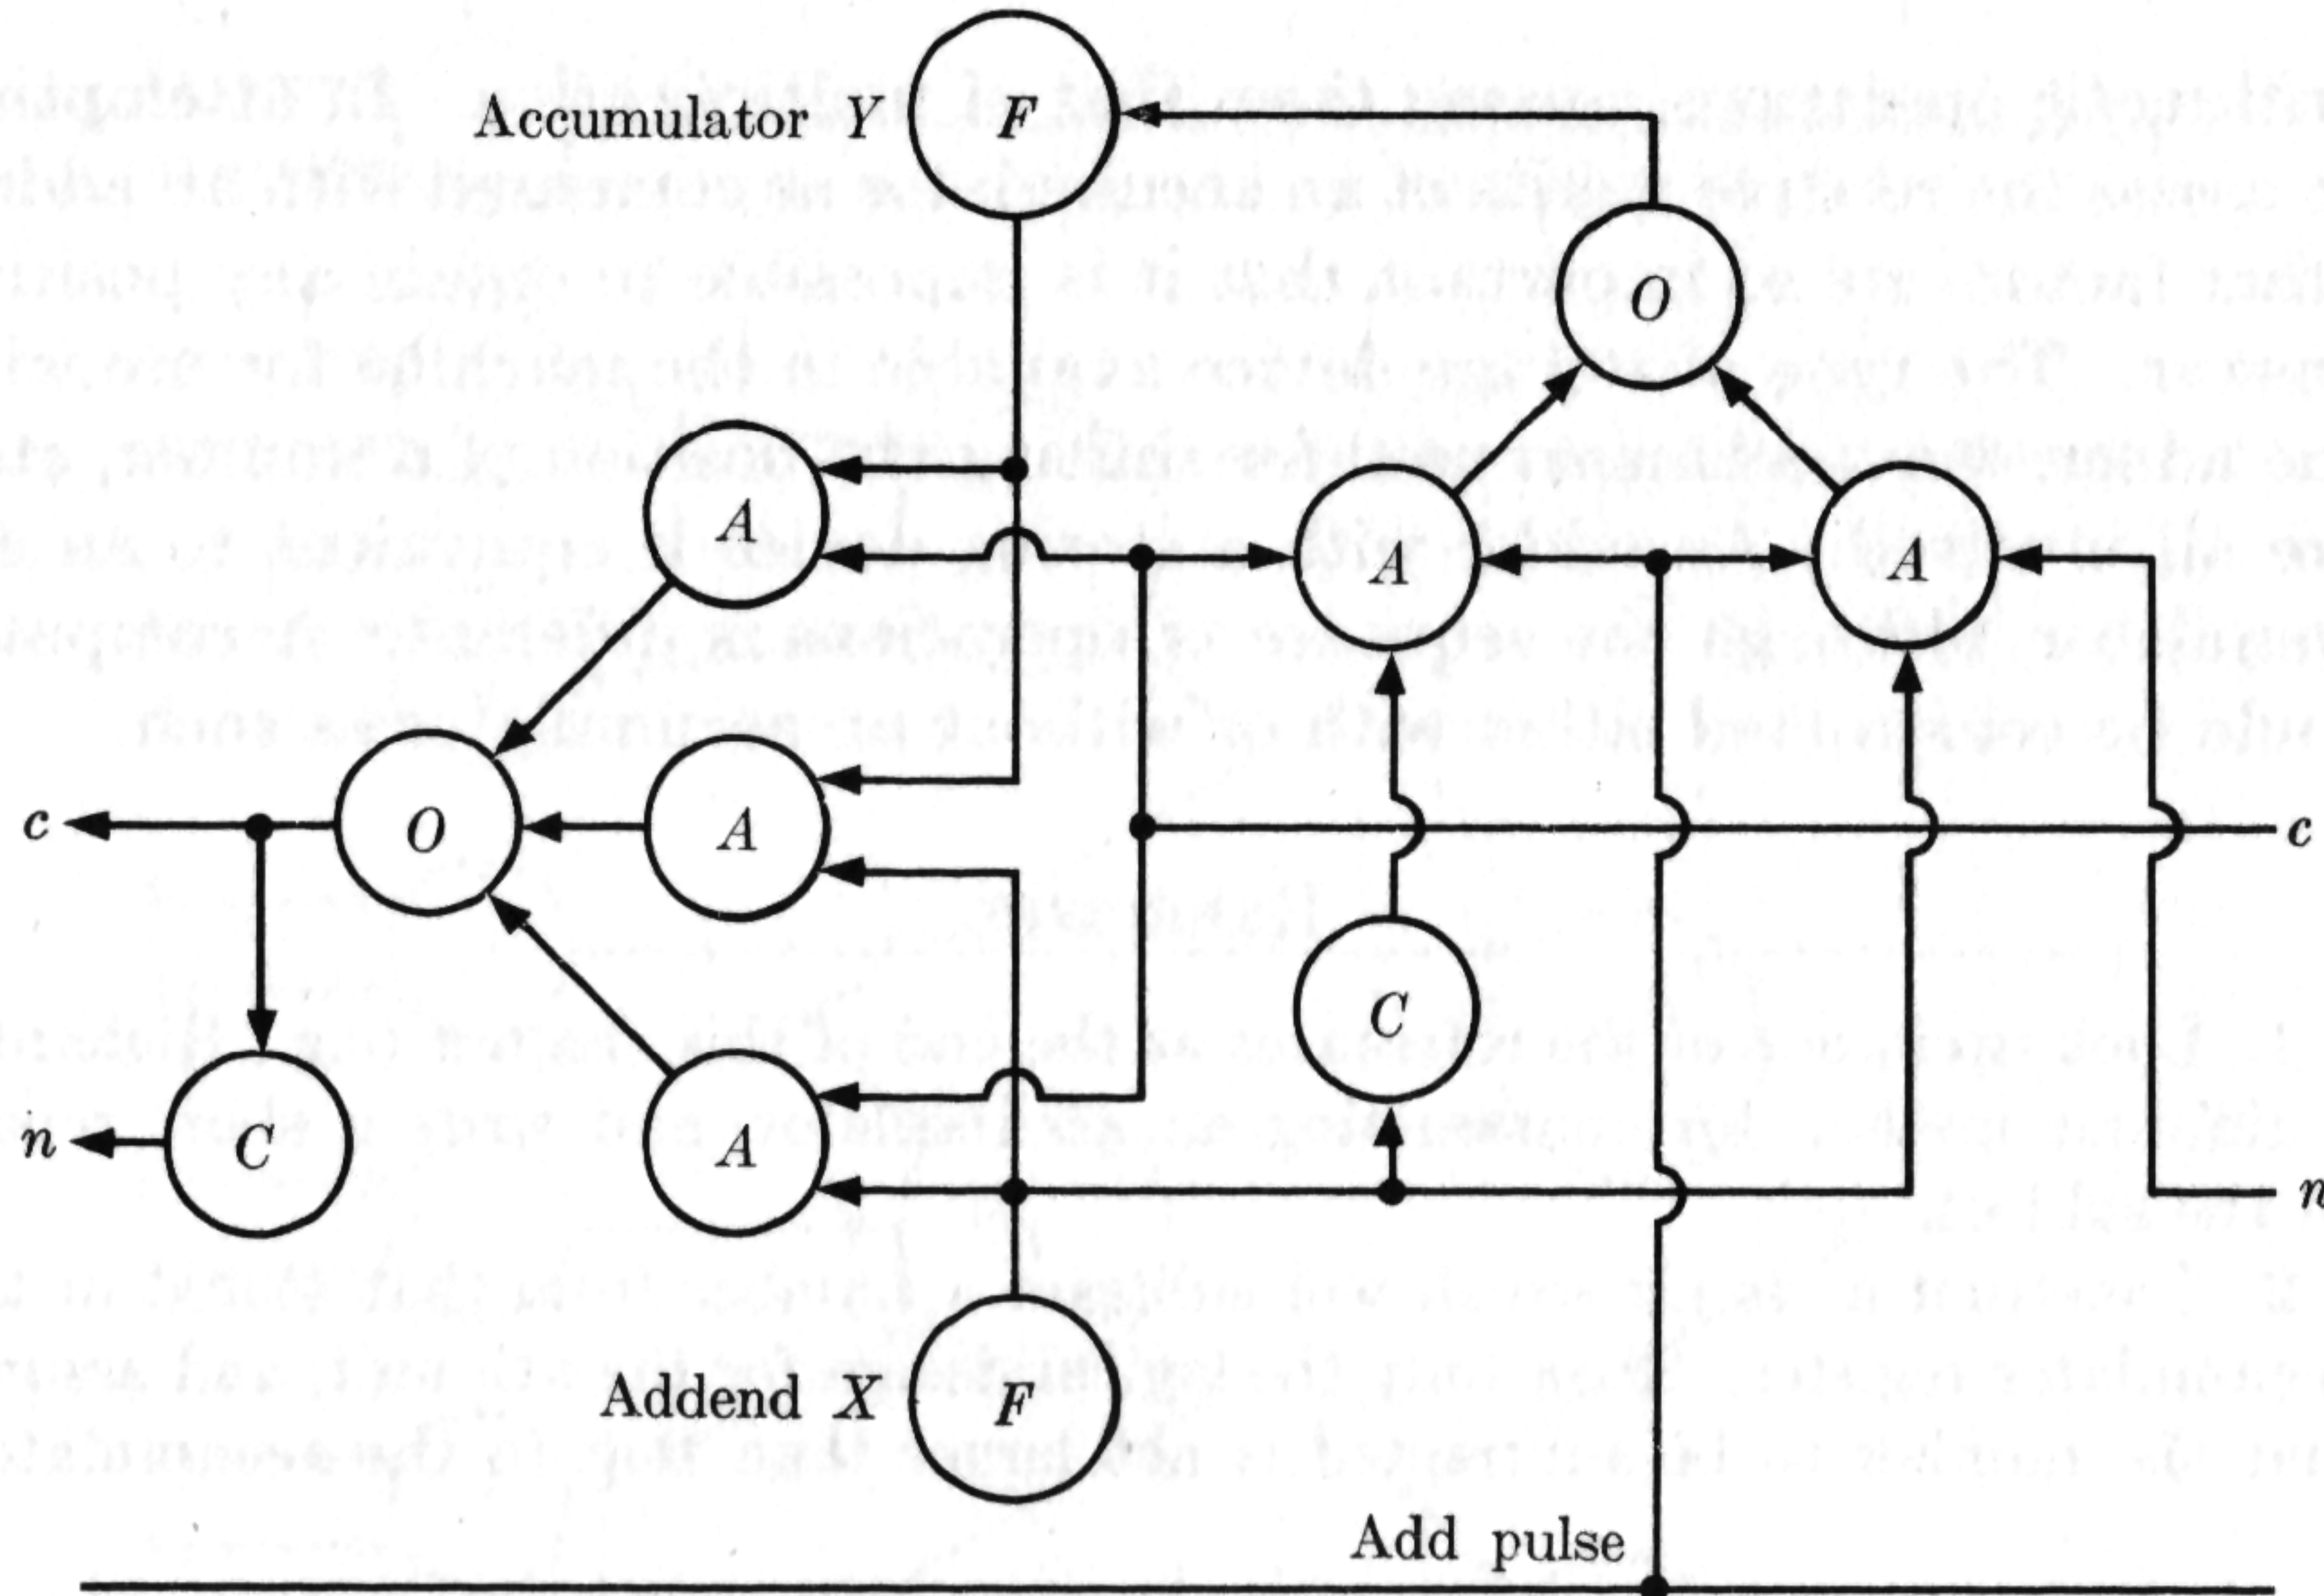 Accumulator Y F
O
A
A
A
c O A c
C
n C A n
Addend X F
Add pulse